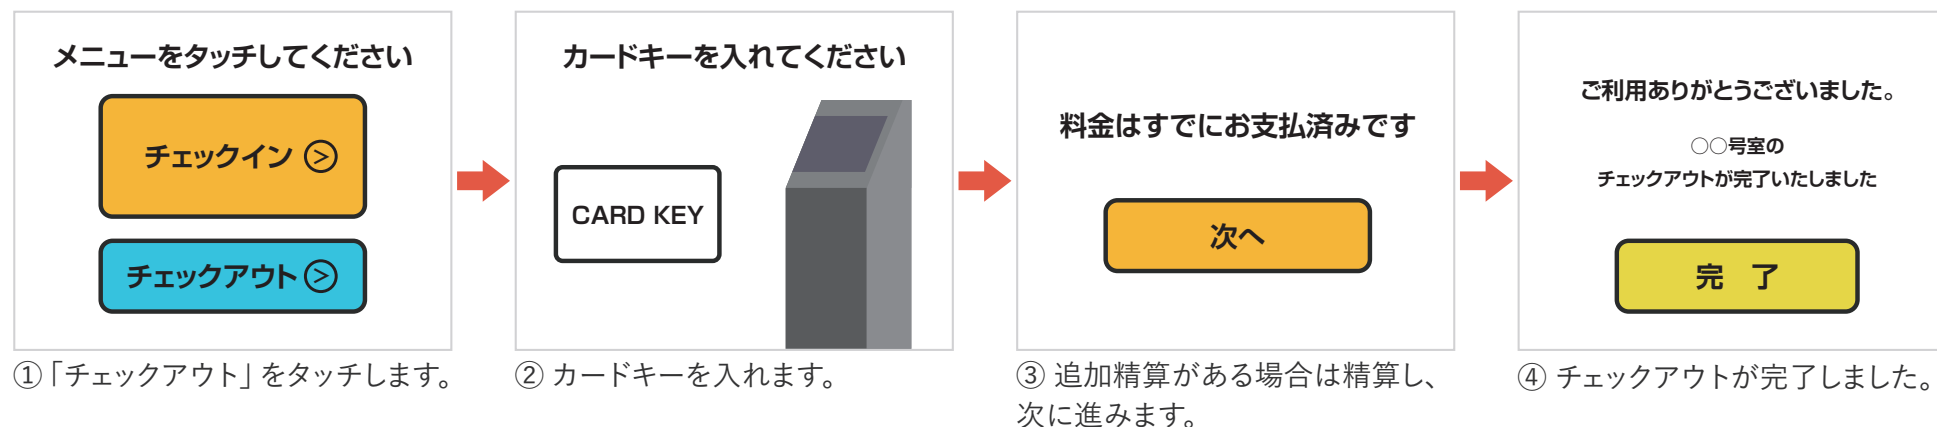 メニューをタッチしてください
チェックイン >
チェックアウト >
①「チェックアウト」をタッチします。
カードキーを入れてください
CARD KEY
② カードキーを入れます。
料金はすでにお支払済みです
次へ
③ 追加精算がある場合は精算し、
次に進みます。
ご利用ありがとうございました。
○○号室の
チェックアウトが完了いたしました
完 了
④ チェックアウトが完了しました。